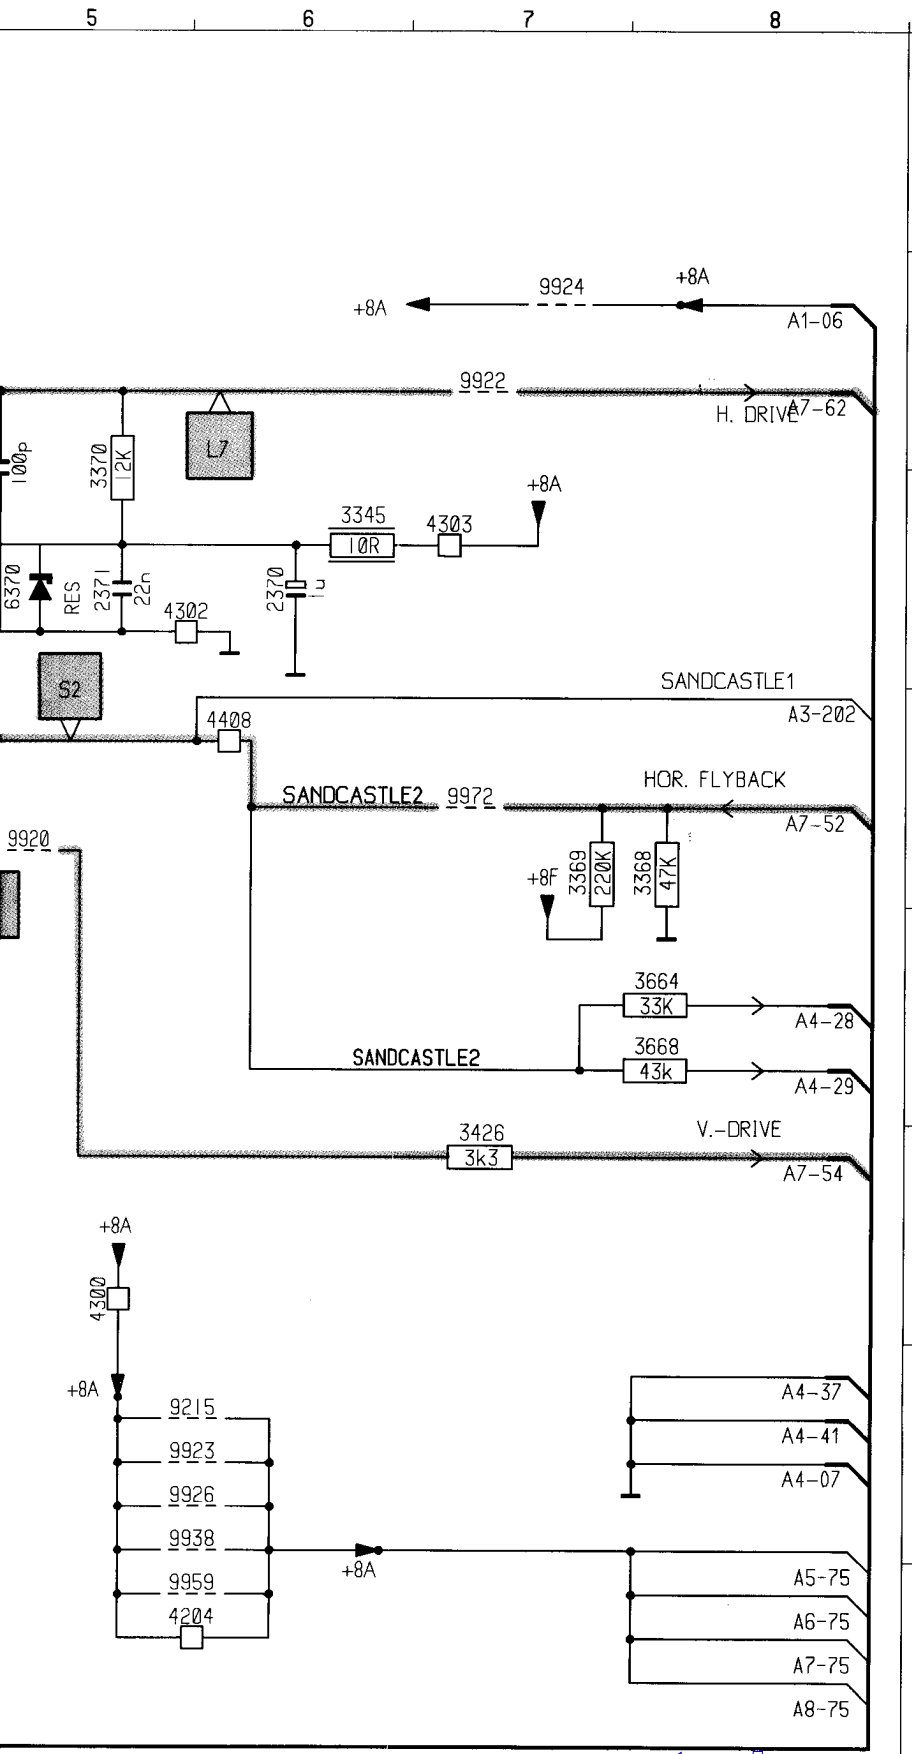 5 6 7 8
+8A 9924 +8A
A1-06
9922
H. DRIVE A7-62
L7
100p
3370 12K
+8A
3345 4303
10R
6370 RES 2371 22n
4302
2370
S2
SANDCASTLE1
A3-202
4408
HOR. FLYBACK
SANDCASTLE2 9972
A7-52
9920
+8F 3369 220K 3368 47K
3664
33K
A4-28
SANDCASTLE2
3668
43k
A4-29
3426 V.-DRIVE
3k3
A7-54
+8A
4300
+8A
A4-37
9215
A4-41
9923
A4-07
9926
9938
+8A
A5-75
9959
4204
A6-75
A7-75
A8-75